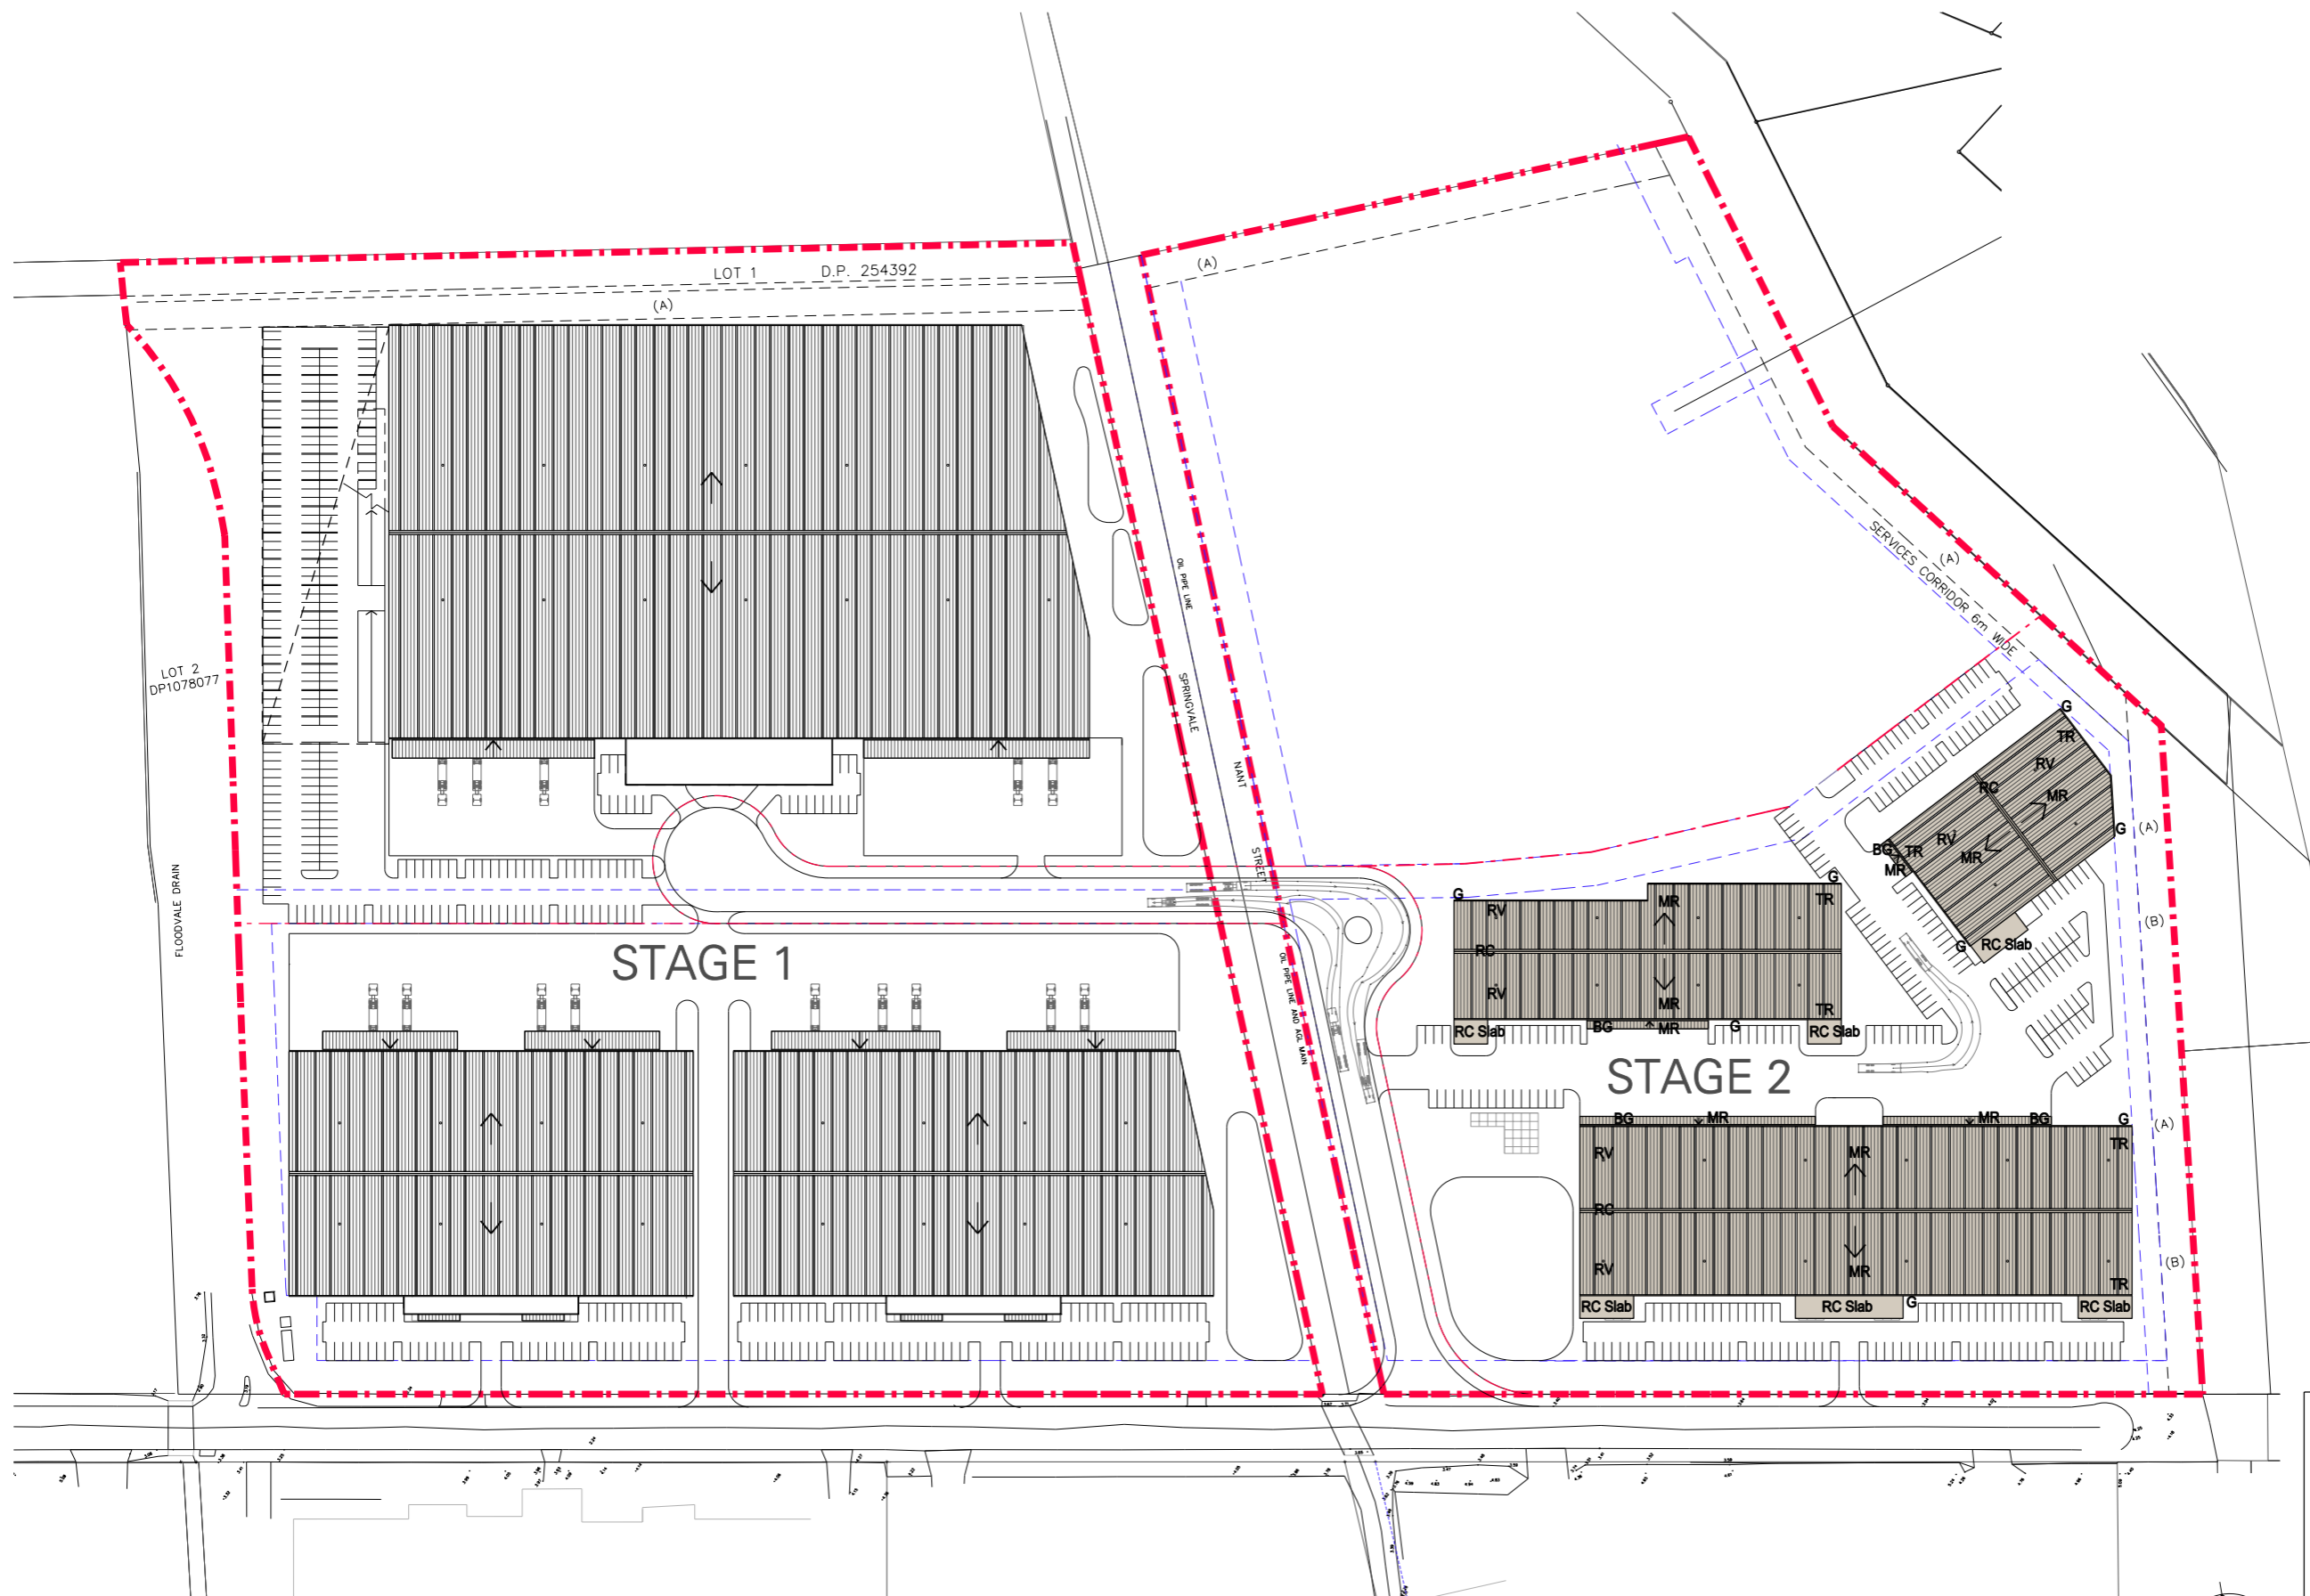 LOT 1 D.P. 254392
(A)
(A)
OIL PIPE LINE
SERVICES CORRIDOR 6m WIDE
(A)
LOT 2
DP1078077
SPRINGVALE
NANT
STREET
FLOODVALE DRAIN
OIL PIPE LINE AND AGL MAIN
STAGE 1
G
TR
RV
RC
MR
RV
MR
BG
TR
MR
G
G
RC Slab
(A)
(B)
G
RV
MR
G
TR
RC
RV
MR
TR
RC Slab
BG
MR
G
RC Slab
STAGE 2
BG
MR
MR
BG
G
(A)
RV
MR
TR
RC
RV
MR
TR
(B)
RC Slab
RC Slab
G
RC Slab